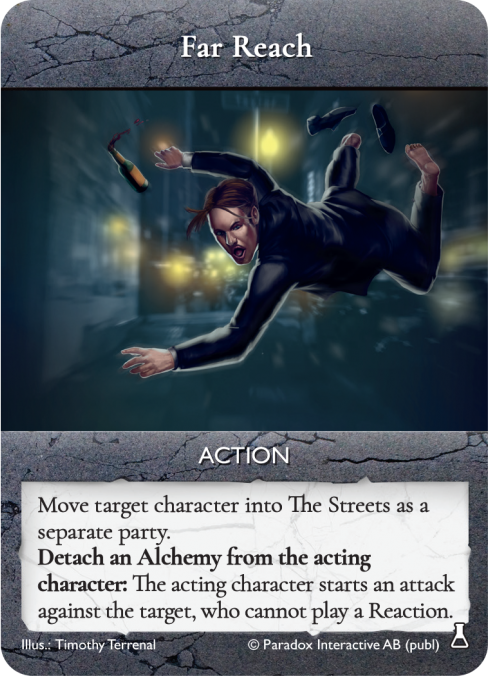 Far Reach
ACTION
Move target character into The Streets as a
separate party.
Detach an Alchemy from the acting
character: The acting character starts an attack
against the target, who cannot play a Reaction.
Illus.: Timothy Terrenal
© Paradox Interactive AB (publ)